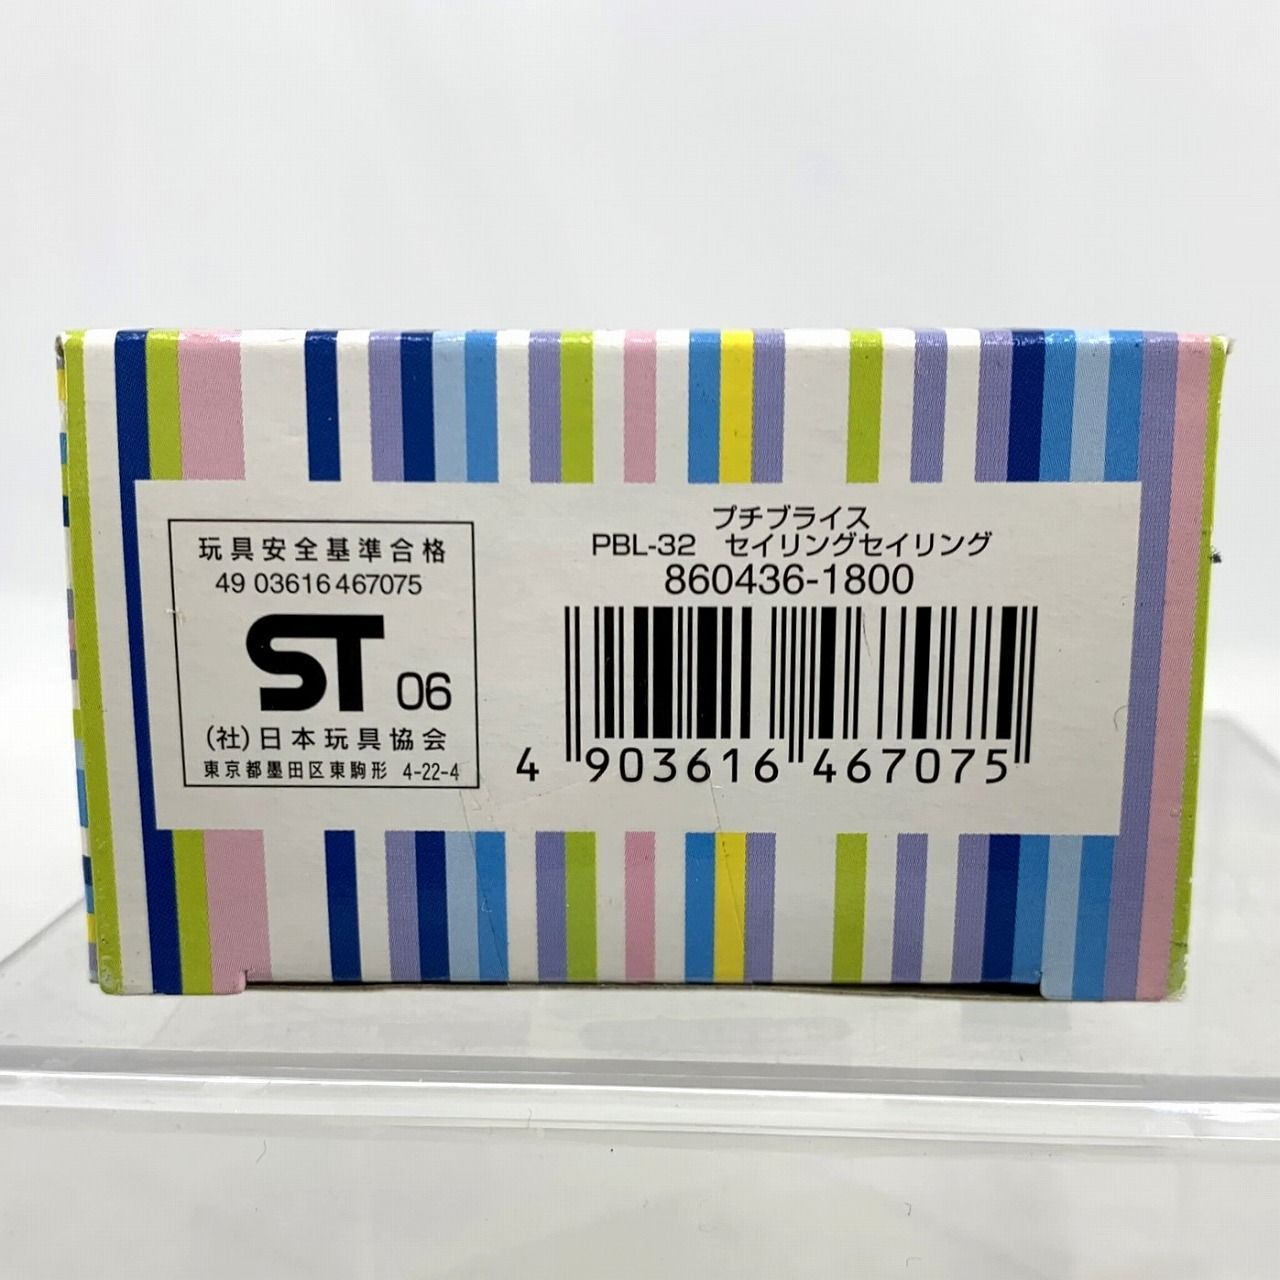 玩具安全基準合格
49 03616467075
ST 06
(社)日本玩具協会
東京都墨田区東駒形 4-22-4
プチブライス
PBL-32 セイリングセイリング
860436-1800
4 903616 467075